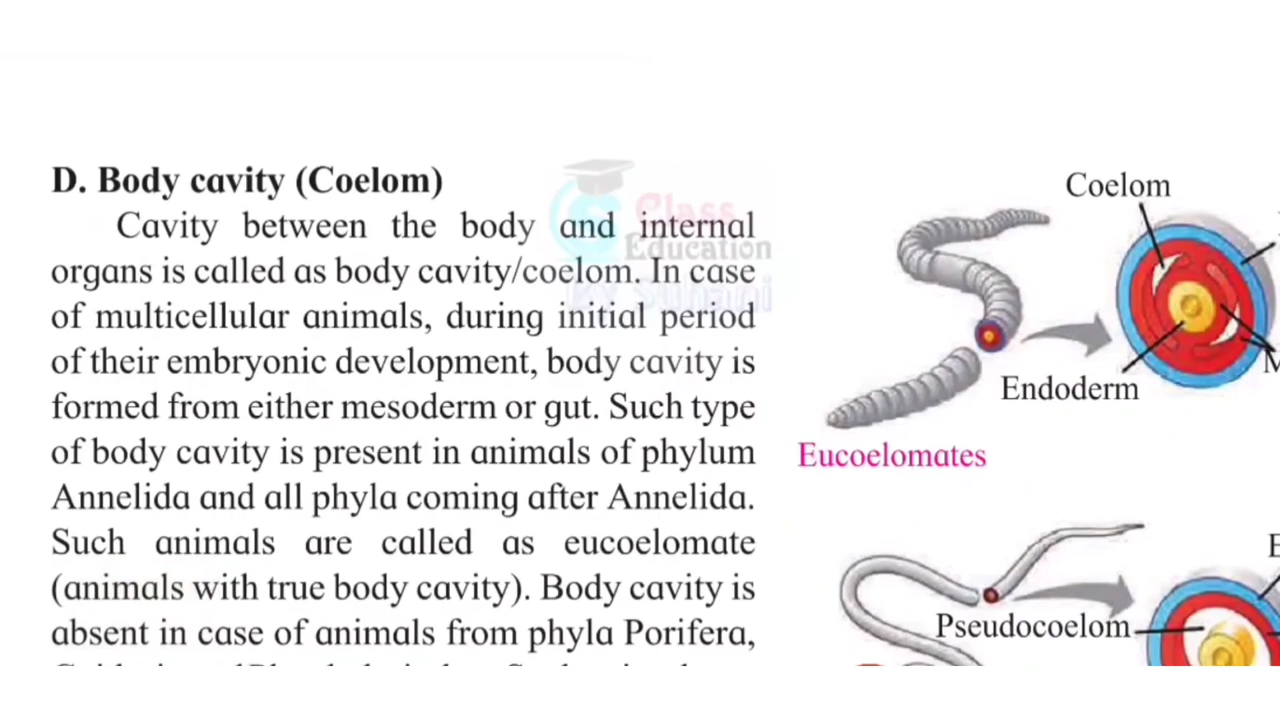 D. Body cavity (Coelom)
Cavity between the body and internal
organs is called as body cavity/coelom. In case
of multicellular animals, during initial period
of their embryonic development, body cavity is
formed from either mesoderm or gut. Such type
of body cavity is present in animals of phylum
Annelida and all phyla coming after Annelida.
Such animals are called as eucoelomate
(animals with true body cavity). Body cavity is
absent in case of animals from phyla Porifera,
Class
Education
BY Suhani
Coelom
Endoderm
M
Eucoelomates
E
Pseudocoelom